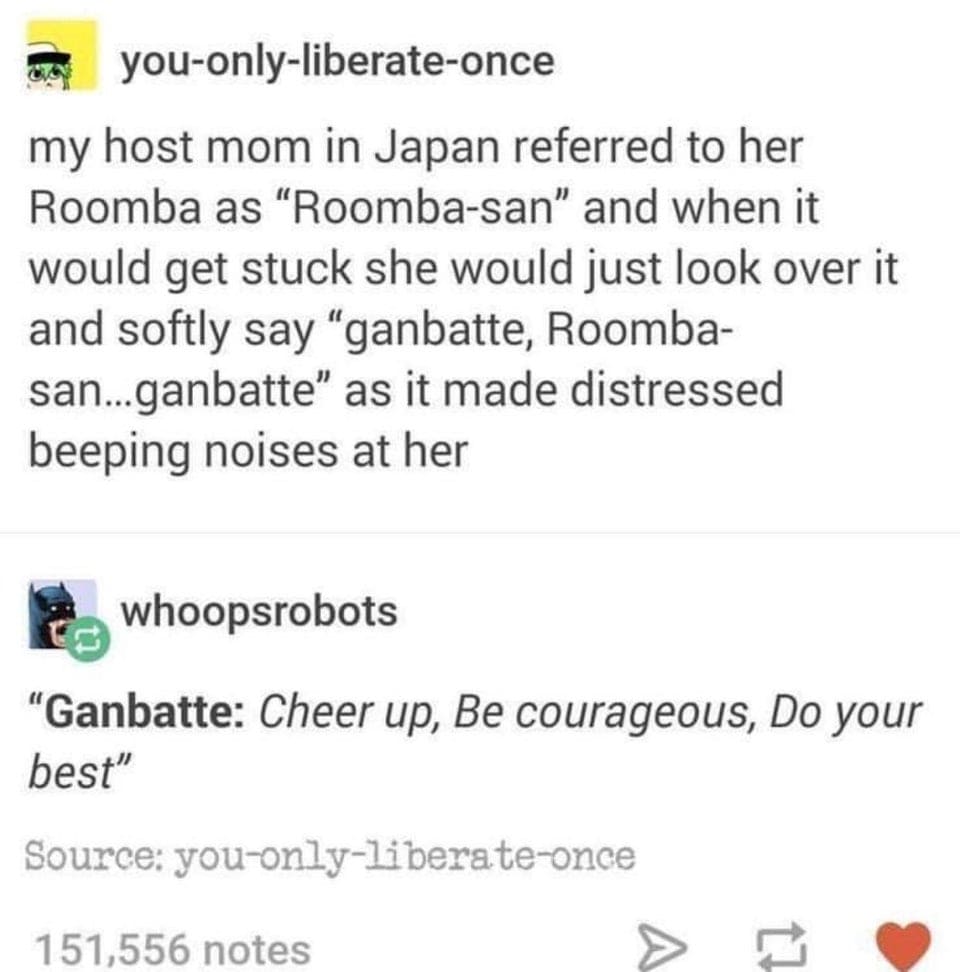 you-only-liberate-once
my host mom in Japan referred to her
Roomba as “Roomba-san” and when it
would get stuck she would just look over it
and softly say “ganbatte, Roomba-
san...ganbatte” as it made distressed
beeping noises at her
whoopsrobots
“Ganbatte: Cheer up, Be courageous, Do your
best”
Source: you-only-liberate-once
151,556 notes